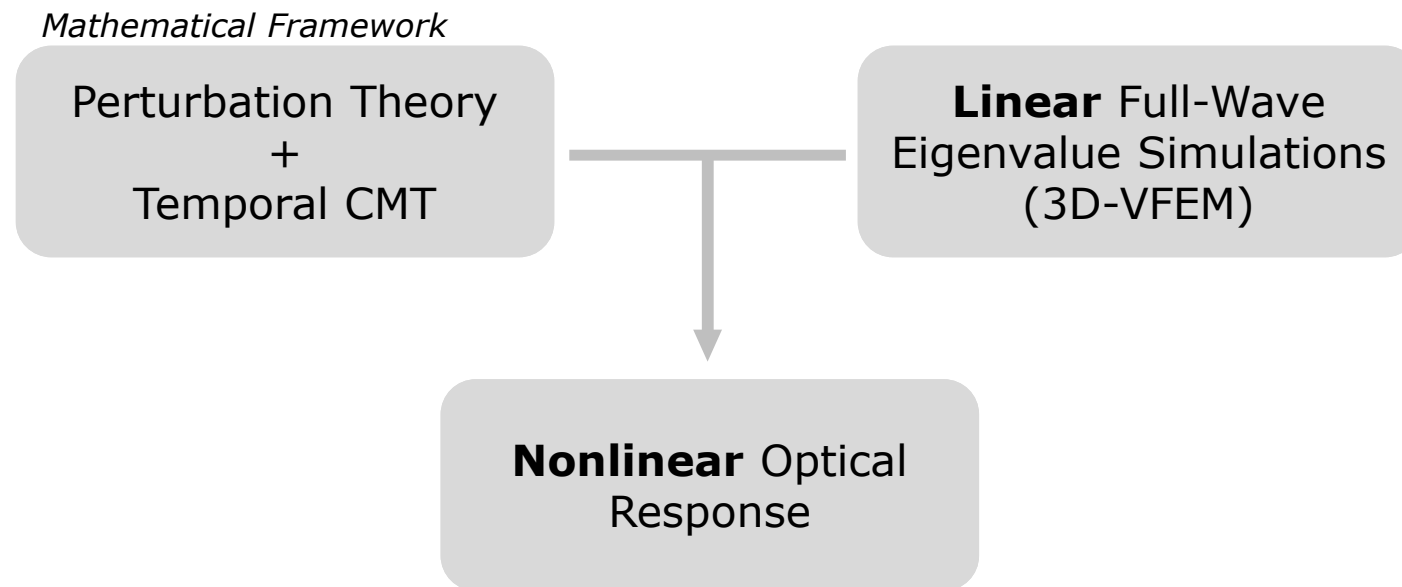 Mathematical Framework
Perturbation Theory
+
Temporal CMT
Linear Full-Wave
Eigenvalue Simulations
(3D-VFEM)
Nonlinear Optical
Response